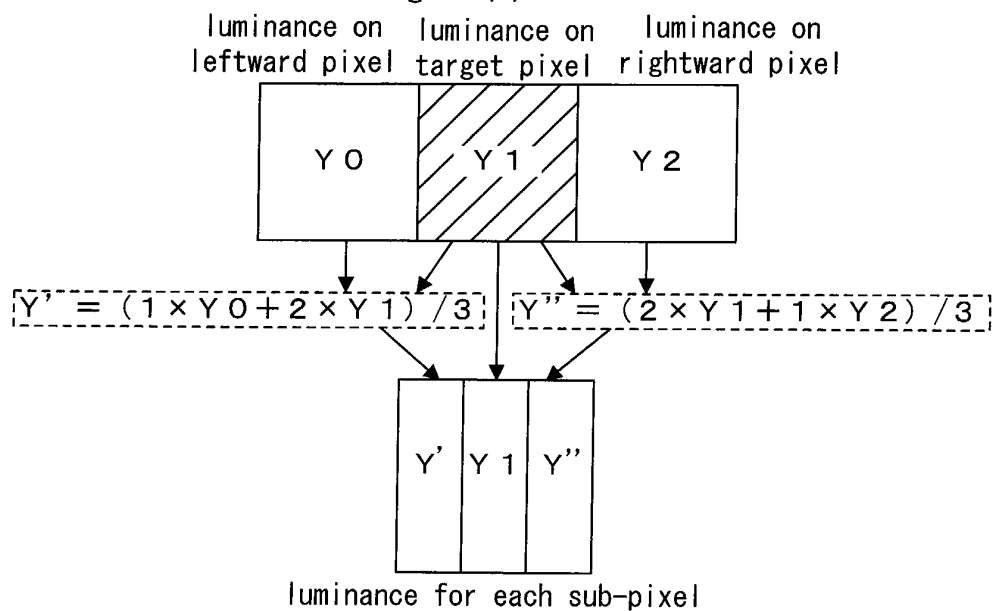 luminance on luminance on luminance on
leftward pixel target pixel rightward pixel
Y0 Y1 Y2
Y' = (1×Y0+2×Y1)/3 Y'' = (2×Y1+1×Y2)/3
Y' Y1 Y''
luminance for each sub-pixel